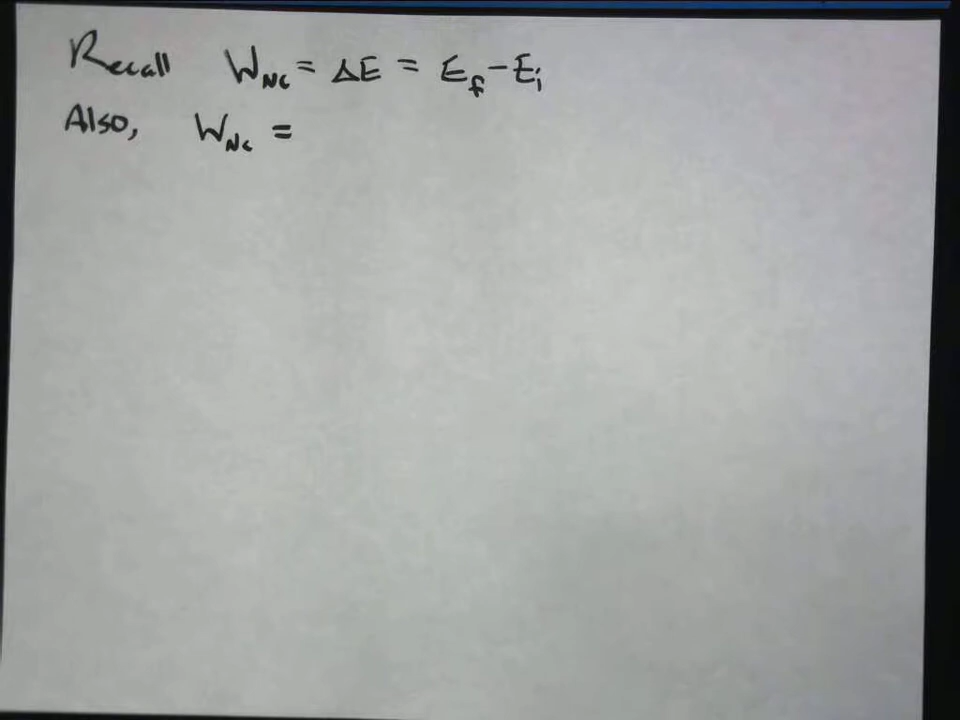 Recall W_NC = ΔE = E_f - E_i
Also, W_NC =